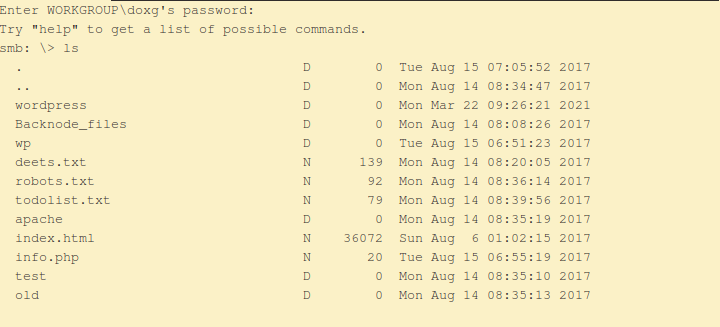 Enter WORKGROUP\doxg's password:
Try "help" to get a list of possible commands.
smb: \> ls
. D 0 Tue Aug 15 07:05:52 2017
.. D 0 Mon Aug 14 08:34:47 2017
wordpress D 0 Mon Mar 22 09:26:21 2021
Backnode_files D 0 Mon Aug 14 08:08:26 2017
wp D 0 Tue Aug 15 06:51:23 2017
deets.txt N 139 Mon Aug 14 08:20:05 2017
robots.txt N 92 Mon Aug 14 08:36:14 2017
todolist.txt N 79 Mon Aug 14 08:39:56 2017
apache D 0 Mon Aug 14 08:35:19 2017
index.html N 36072 Sun Aug 6 01:02:15 2017
info.php N 20 Tue Aug 15 06:55:19 2017
test D 0 Mon Aug 14 08:35:10 2017
old D 0 Mon Aug 14 08:35:13 2017